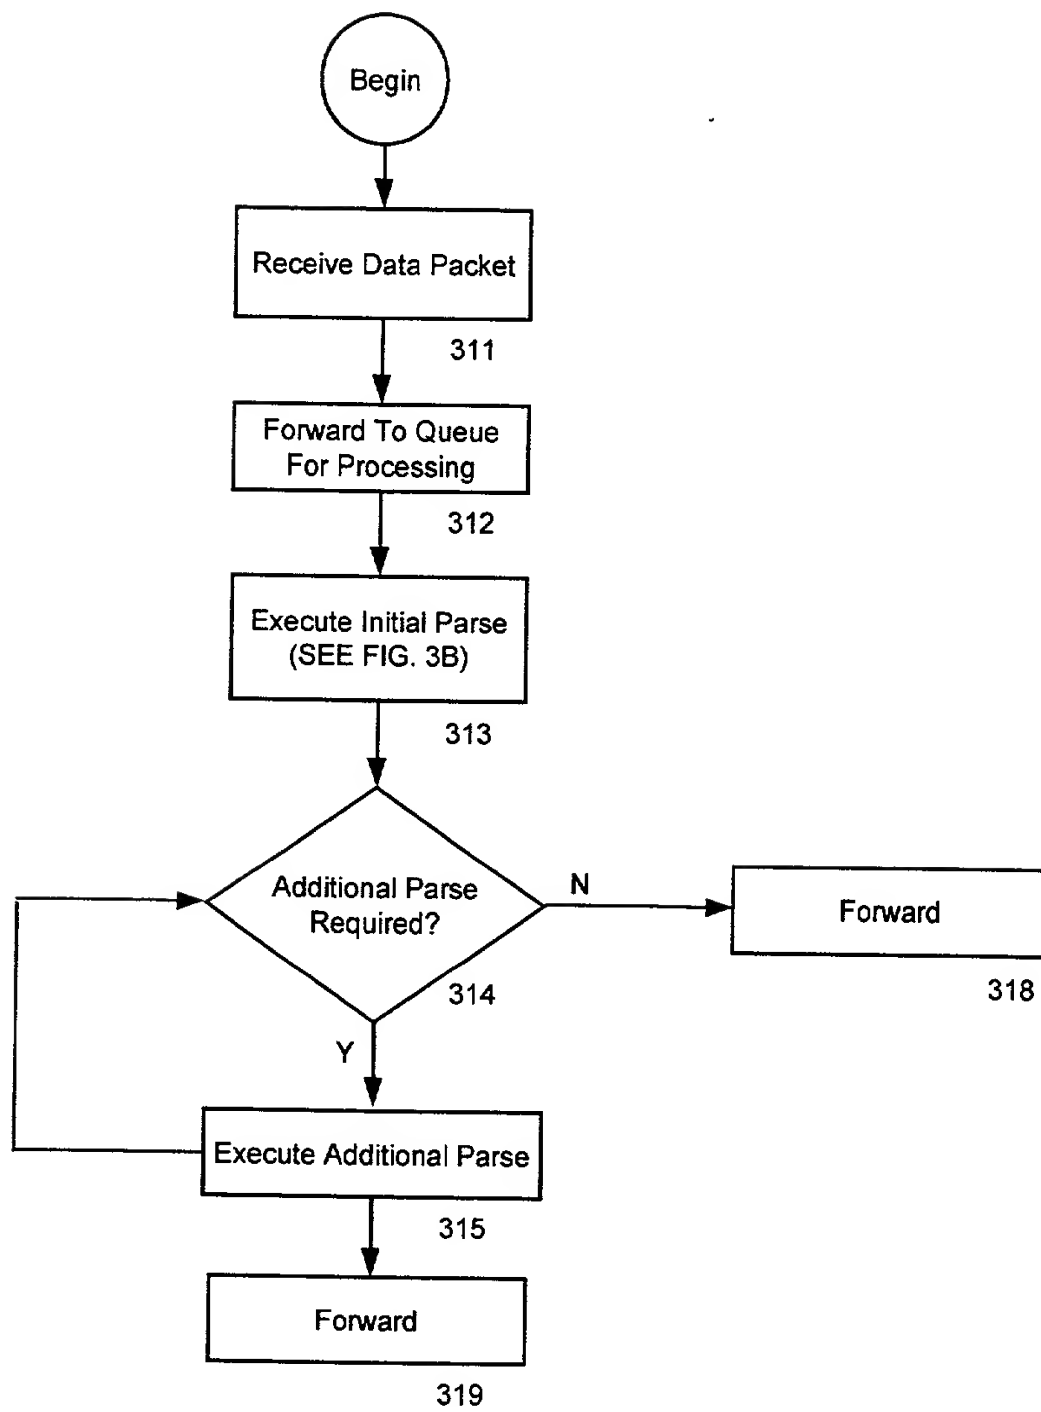 Begin
Receive Data Packet
311
Forward To Queue
For Processing
312
Execute Initial Parse
(SEE FIG. 3B)
313
Additional Parse
Required?
N
Forward
314
318
Y
Execute Additional Parse
315
Forward
319